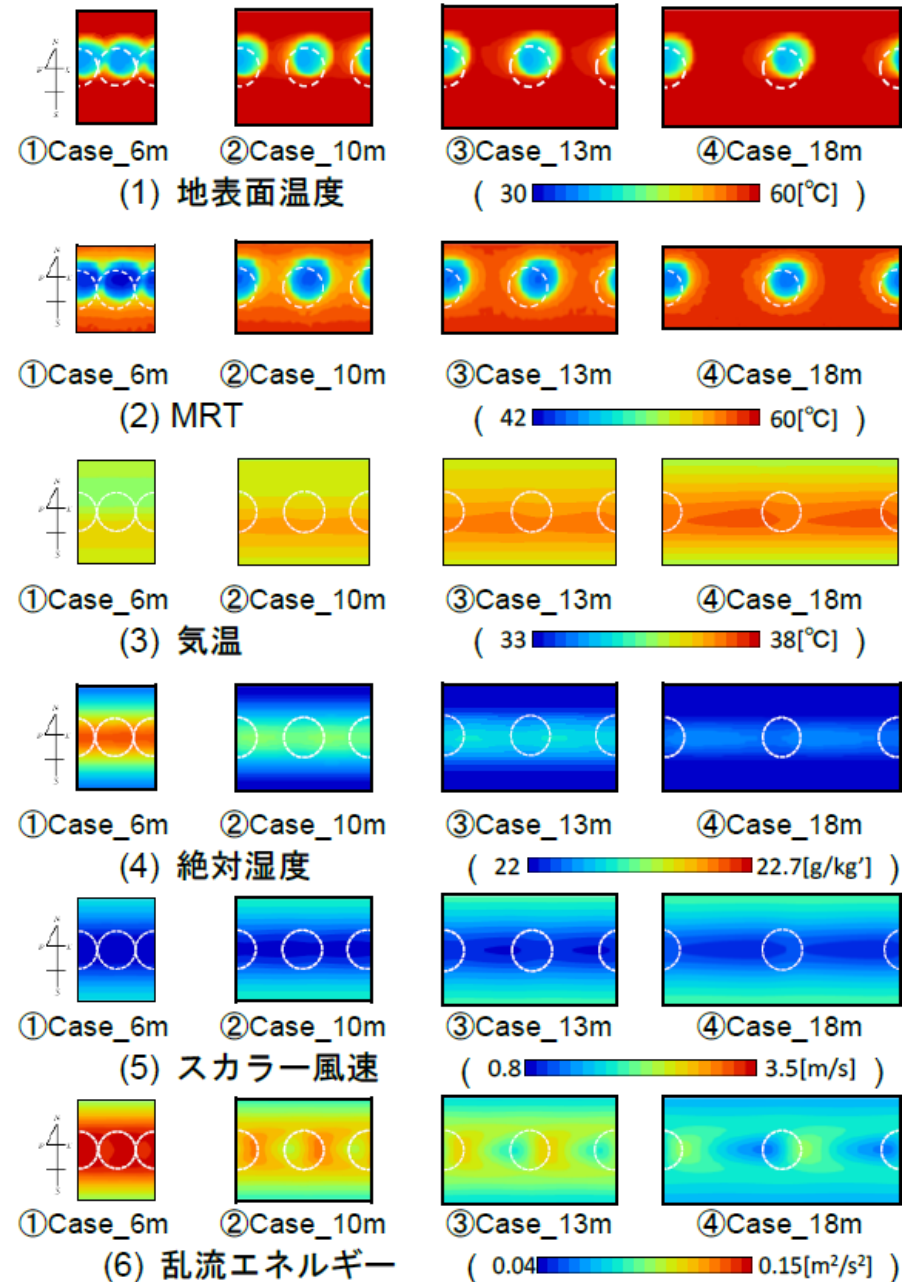 ①Case_6m ②Case_10m ③Case_13m ④Case_18m
(1) 地表面温度 ( 30 60[℃] )
①Case_6m ②Case_10m ③Case_13m ④Case_18m
(2) MRT ( 42 60[℃] )
①Case_6m ②Case_10m ③Case_13m ④Case_18m
(3) 気温 ( 33 38[℃] )
①Case_6m ②Case_10m ③Case_13m ④Case_18m
(4) 絶対湿度 ( 22 22.7[g/kg’] )
①Case_6m ②Case_10m ③Case_13m ④Case_18m
(5) スカラー風速 ( 0.8 3.5[m/s] )
①Case_6m ②Case_10m ③Case_13m ④Case_18m
(6) 乱流エネルギー ( 0.04 0.15[m²/s²] )